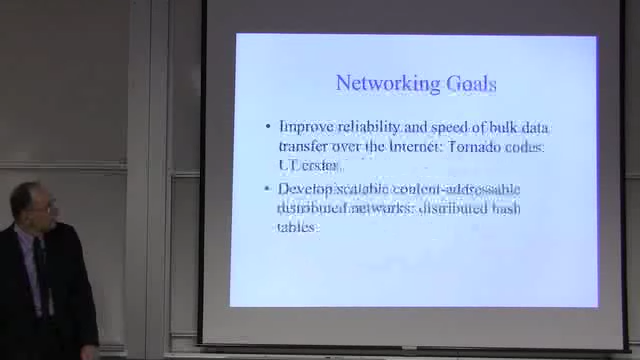 Networking Goals
• Improve reliability and speed of bulk data
transfer over the Internet: Tornado codes:
• Develop scalable content-addressable
distributed networks: distributed hash
tables